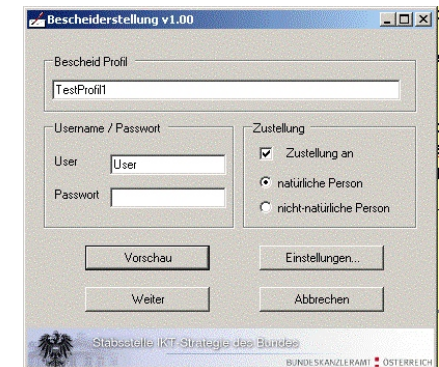 Bescheiderstellung v1.00
Bescheid Profil
TestProfil1
Username / Passwort
User
User
Passwort
Zustellung
Zustellung an
natürliche Person
nicht-natürliche Person
Vorschau
Einstellungen...
Weiter
Abbrechen
Stabsstelle IKT-Strategie des Bundes
BUNDESKANZLERAMT ÖSTERREICH